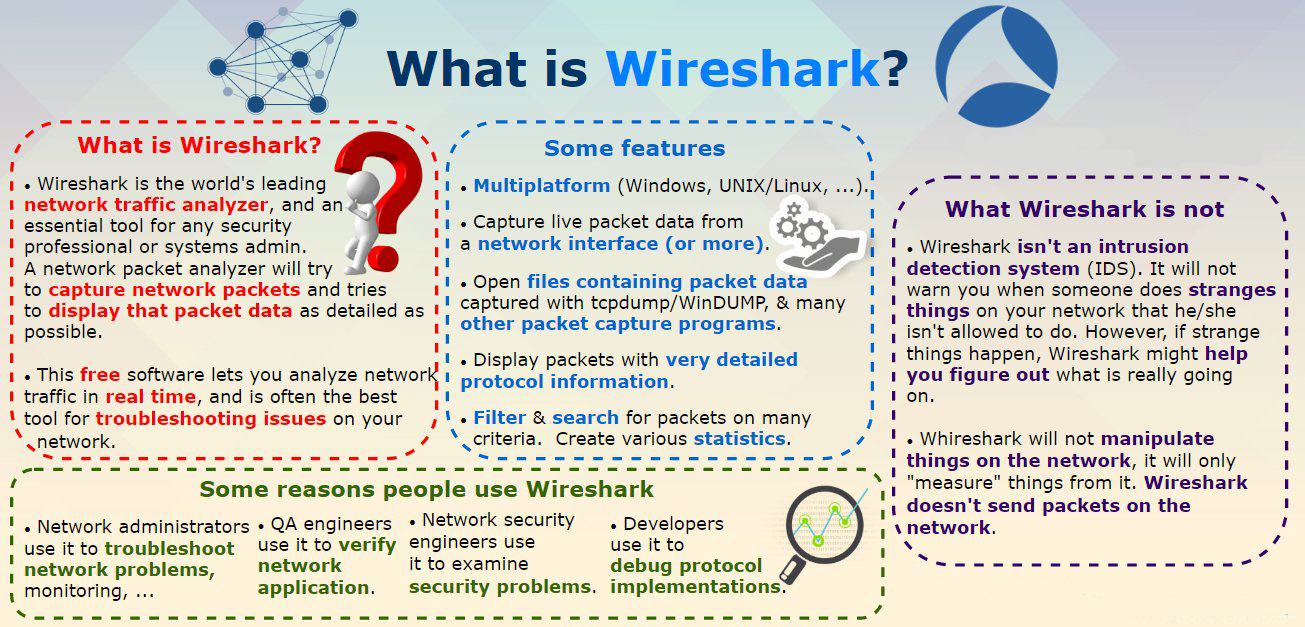 What is Wireshark?
What is Wireshark?
• Wireshark is the world's leading
network traffic analyzer, and an
essential tool for any security
professional or systems admin.
A network packet analyzer will try
to capture network packets and tries
to display that packet data as detailed as
possible.
• This free software lets you analyze network
traffic in real time, and is often the best
tool for troubleshooting issues on your
network.
Some features
• Multiplatform (Windows, UNIX/Linux, ...).
• Capture live packet data from
a network interface (or more).
• Open files containing packet data
captured with tcpdump/WinDUMP, & many
other packet capture programs.
• Display packets with very detailed
protocol information.
• Filter & search for packets on many
criteria. Create various statistics.
What Wireshark is not
• Wireshark isn't an intrusion
detection system (IDS). It will not
warn you when someone does stranges
things on your network that he/she
isn't allowed to do. However, if strange
things happen, Wireshark might help
you figure out what is really going
on.
• Whireshark will not manipulate
things on the network, it will only
"measure" things from it. Wireshark
doesn't send packets on the
network.
Some reasons people use Wireshark
• Network administrators
use it to troubleshoot
network problems,
monitoring, ...
• QA engineers
use it to verify
network
application.
• Network security
engineers use
it to examine
security problems.
• Developers
use it to
debug protocol
implementations.